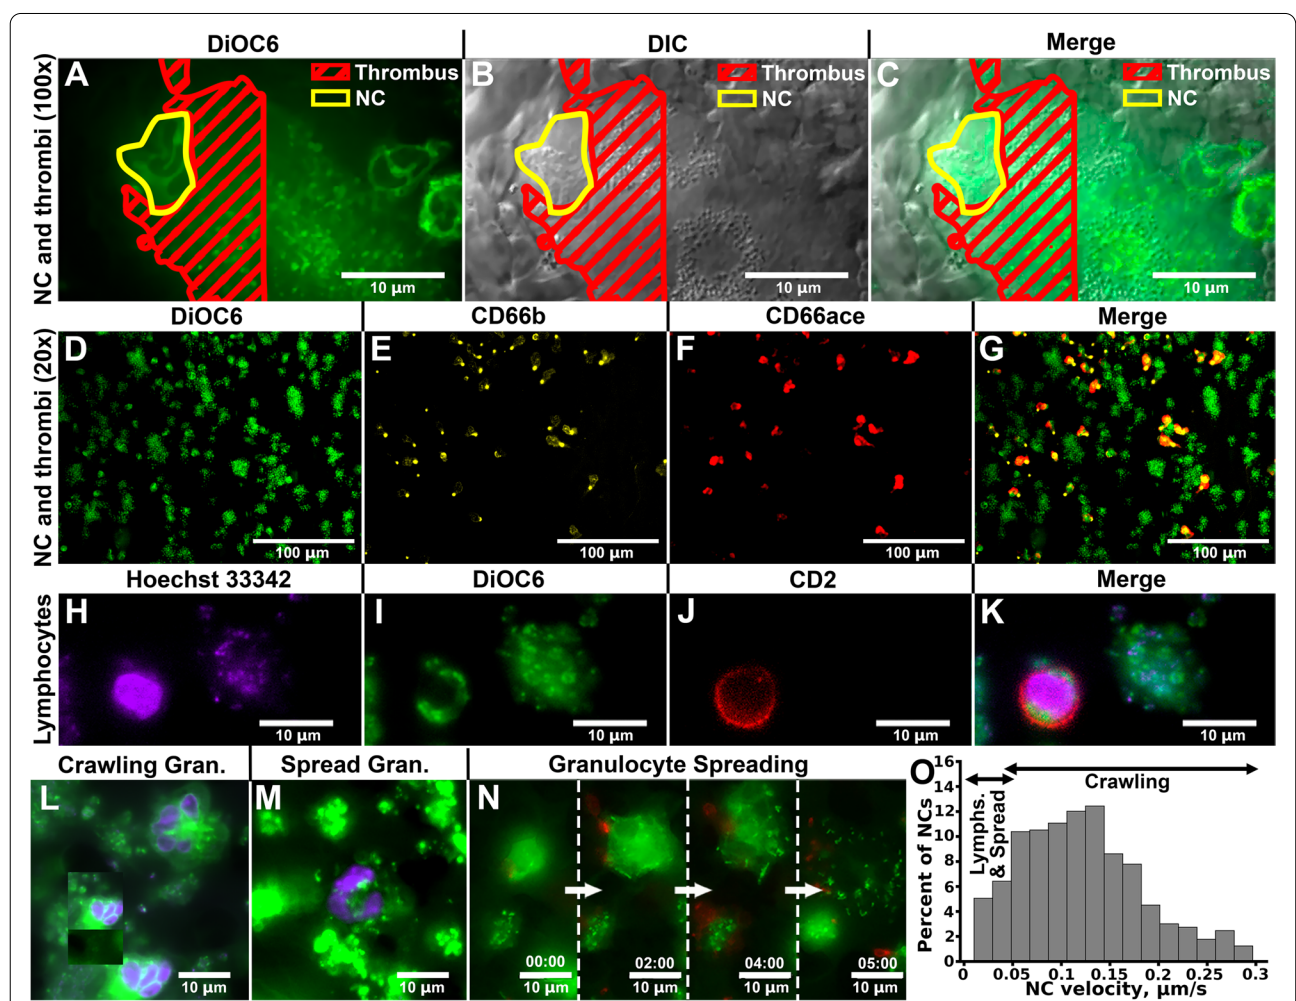 DiOC6 DIC Merge
NC and thrombi (100x)
A Thrombus
NC
10 µm
B Thrombus
NC
10 µm
C Thrombus
NC
10 µm
DiOC6 CD66b CD66ace Merge
NC and thrombi (20x)
D E F G
100 µm 100 µm 100 µm 100 µm
Hoechst 33342 DiOC6 CD2 Merge
Lymphocytes
H I J K
10 µm 10 µm 10 µm 10 µm
Crawling Gran. Spread Gran. Granulocyte Spreading
L M N
00:00 02:00 04:00 05:00
10 µm 10 µm 10 µm 10 µm 10 µm 10 µm
O
Crawling
Lymphs.
& Spread
Percent of NCs
16
14
12
10
8
6
4
2
0
0 0.05 0.1 0.15 0.2 0.25 0.3
NC velocity, µm/s